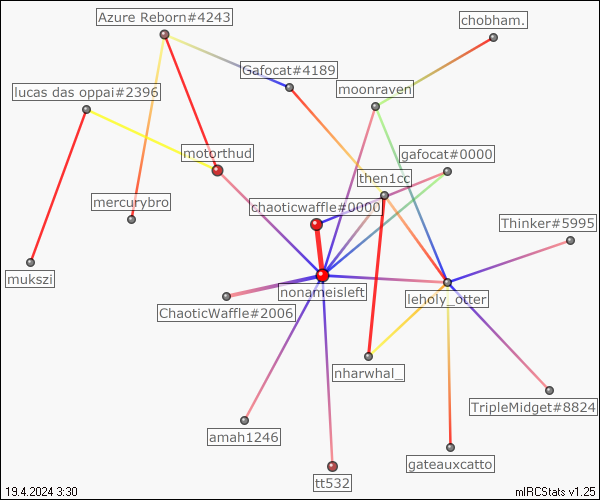 Azure Reborn#4243
chobham.
Gafocat#4189
lucas das oppai#2396
moonraven
motorthud
gafocat#0000
then1cc
mercurybro
chaoticwaffle#0000
Thinker#5995
mukszi
nonameisleft
leholy_otter
ChaoticWaffle#2006
nharwhal_
TripleMidget#8824
amah1246
gateauxcatto
tt532
19.4.2024 3:30
mIRCStats v1.25